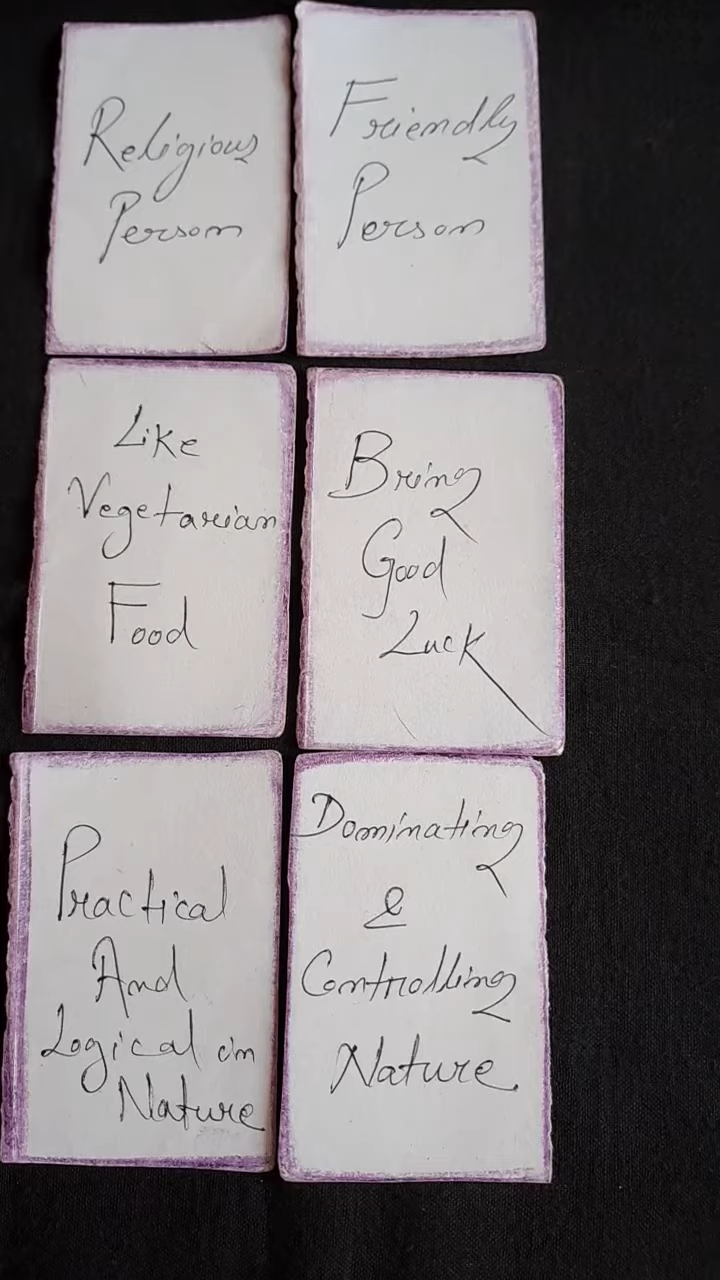 Religious
Person
Friendly
Person
Like
Vegetarian
Food
Bring
Good
Luck
Practical
And
Logical in
Nature
Dominating
&
Controlling
Nature